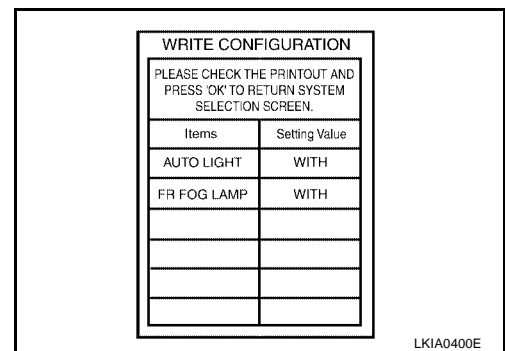 WRITE CONFIGURATION
PLEASE CHECK THE PRINTOUT AND
PRESS 'OK' TO RETURN SYSTEM
SELECTION SCREEN.
Items Setting Value
AUTO LIGHT WITH
FR FOG LAMP WITH
LKIA0400E